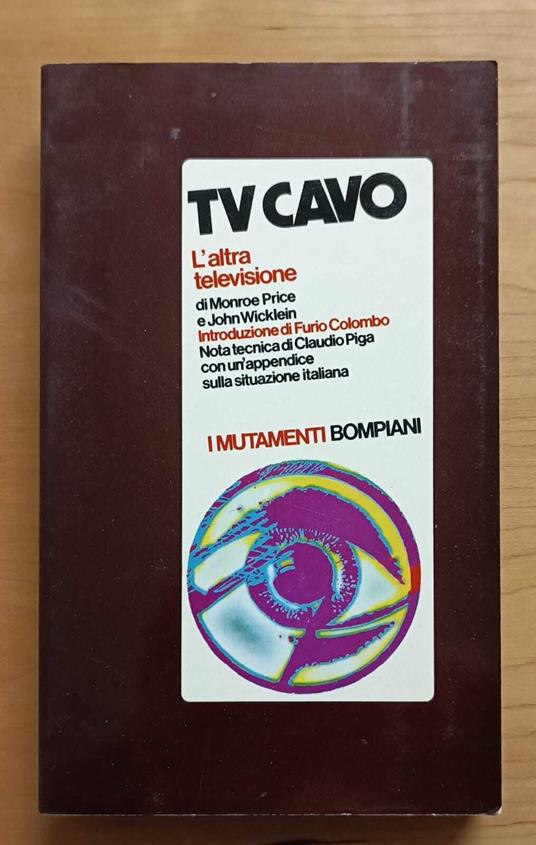 TV CAVO
L'altra
televisione
di Monroe Price
e John Wicklein
Introduzione di Furio Colombo
Nota tecnica di Claudio Piga
con un'appendice
sulla situazione italiana
I MUTAMENTI BOMPIANI